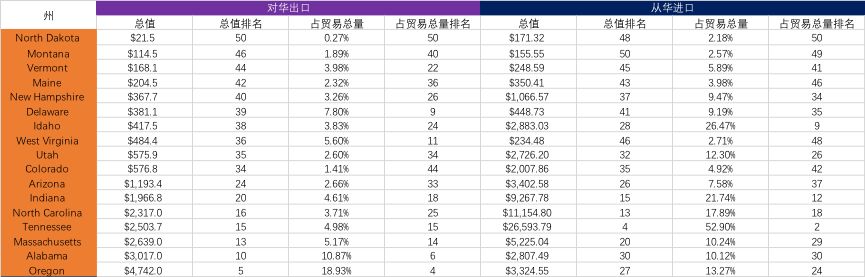 州 对华出口 从华进口
总值 总值排名 占贸易总量 占贸易总量排名 总值 总值排名 占贸易总量 占贸易总量排名
North Dakota $21.5 50 0.27% 50 $171.32 48 2.18% 50
Montana $114.5 46 1.89% 40 $155.55 50 2.57% 49
Vermont $168.1 44 3.98% 22 $248.59 45 5.89% 41
Maine $204.5 42 2.32% 36 $350.41 43 3.98% 46
New Hampshire $367.7 40 3.26% 26 $1,066.57 37 9.47% 34
Delaware $381.1 39 7.80% 9 $448.73 41 9.19% 35
Idaho $417.5 38 3.83% 24 $2,883.03 28 26.47% 9
West Virginia $484.4 36 5.60% 11 $234.48 46 2.71% 48
Utah $575.9 35 2.60% 34 $2,726.20 32 12.30% 26
Colorado $576.8 34 1.41% 44 $2,007.86 35 4.92% 42
Arizona $1,193.4 24 2.66% 33 $3,402.58 26 7.58% 37
Indiana $1,966.8 20 4.61% 18 $9,267.78 15 21.74% 12
North Carolina $2,317.0 16 3.71% 25 $11,154.80 13 17.89% 18
Tennessee $2,503.7 15 4.98% 15 $26,593.79 4 52.90% 2
Massachusetts $2,639.0 13 5.17% 14 $5,225.04 20 10.24% 29
Alabama $3,017.0 10 10.87% 6 $2,807.49 30 10.12% 30
Oregon $4,742.0 5 18.93% 4 $3,324.55 27 13.27% 24